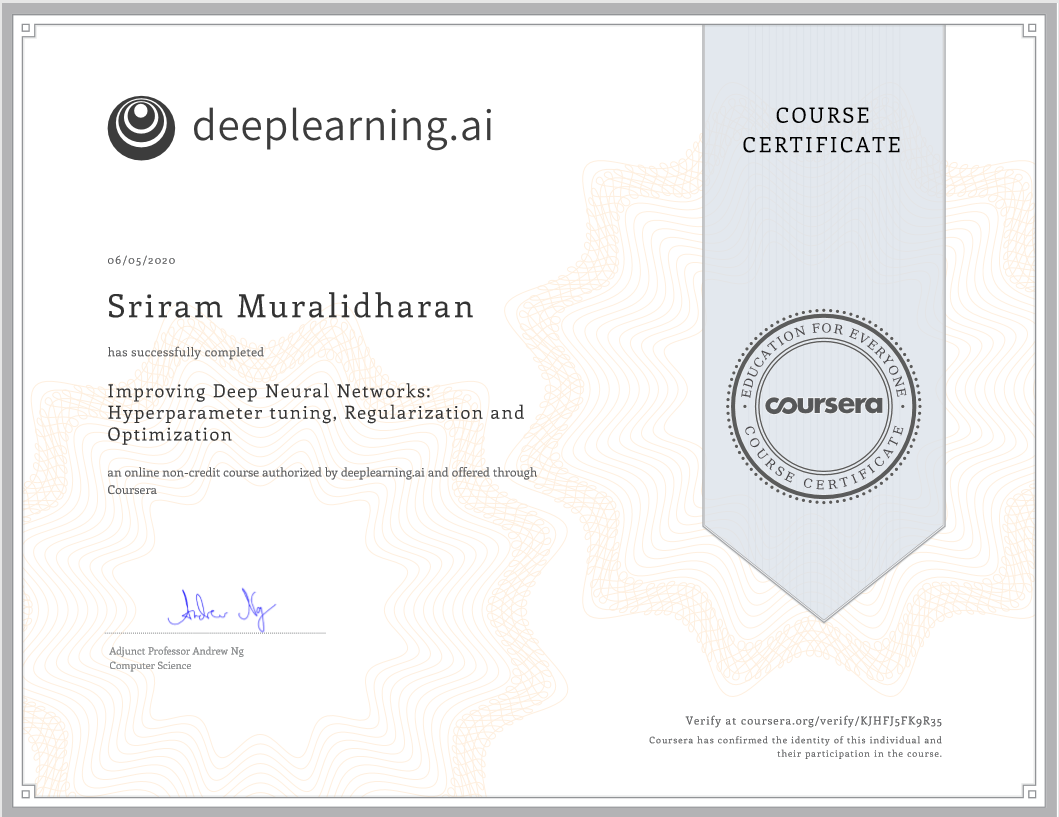 deeplearning.ai
COURSE
CERTIFICATE
06/05/2020
Sriram Muralidharan
has successfully completed
Improving Deep Neural Networks:
Hyperparameter tuning, Regularization and
Optimization
an online non-credit course authorized by deeplearning.ai and offered through
Coursera
EDUCATION FOR EVERYONE
coursera
COURSE CERTIFICATE
Andrew Ng
Adjunct Professor Andrew Ng
Computer Science
Verify at coursera.org/verify/KJHFJ5FK9R35
Coursera has confirmed the identity of this individual and
their participation in the course.